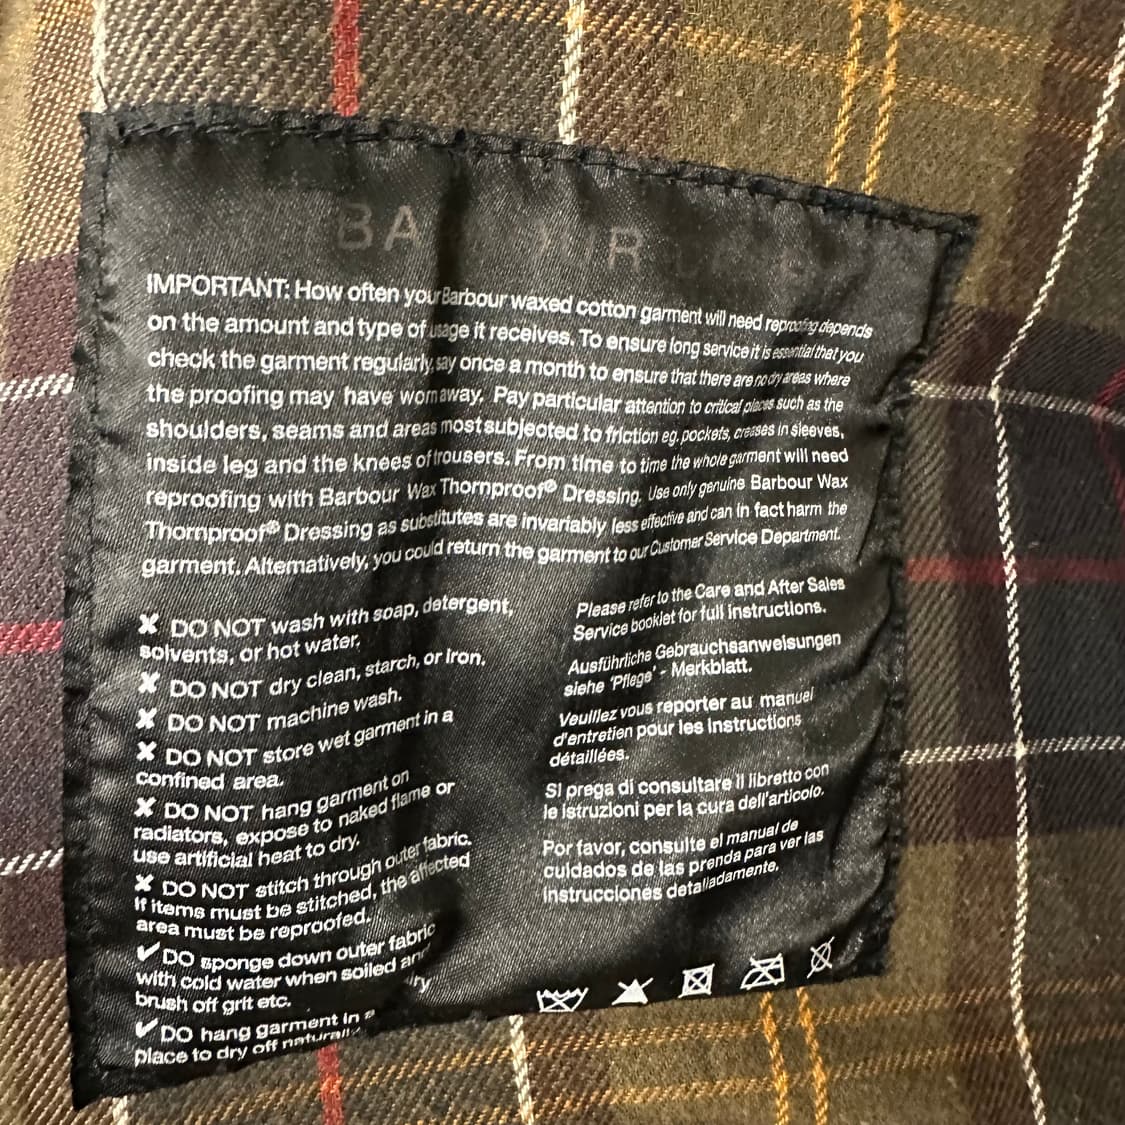 IMPORTANT: How often your Barbour waxed cotton garment will need reproofing depends
on the amount and type of usage it receives. To ensure long service it is essential that you
check the garment regularly, say once a month to ensure that there are no dry areas where
the proofing may have worn away. Pay particular attention to critical places such as the
shoulders, seams and areas most subjected to friction eg. pockets, creases in sleeves,
inside leg and the knees of trousers. From time to time the whole garment will need
reproofing with Barbour Wax Thornproof® Dressing. Use only genuine Barbour Wax
Thornproof® Dressing as substitutes are invariably less effective and can in fact harm the
garment. Alternatively, you could return the garment to our Customer Service Department.
✘ DO NOT wash with soap, detergent,
solvents, or hot water.
✘ DO NOT dry clean, starch, or iron.
✘ DO NOT machine wash.
✘ DO NOT store wet garment in a
confined area.
✘ DO NOT hang garment on
radiators, expose to naked flame or
use artificial heat to dry.
✘ DO NOT stitch through outer fabric.
If items must be stitched, the affected
area must be reproofed.
✔ DO sponge down outer fabric
with cold water when soiled and
brush off grit etc.
✔ DO hang garment in a
place to dry off naturally
Please refer to the Care and After Sales
Service booklet for full instructions.
Ausführliche Gebrauchsanweisungen
siehe 'Pflege' - Merkblatt.
Veuillez vous reporter au manuel
d'entretien pour les instructions
détaillées.
Si prega di consultare il libretto con
le istruzioni per la cura dell'articolo.
Por favor, consulte el manual de
cuidados de las prenda para ver las
instrucciones detalladamente.